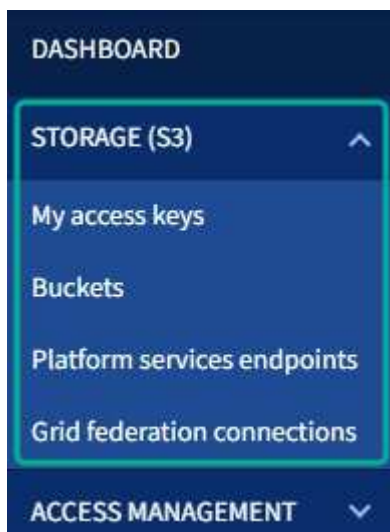 DASHBOARD
STORAGE (S3)
My access keys
Buckets
Platform services endpoints
Grid federation connections
ACCESS MANAGEMENT